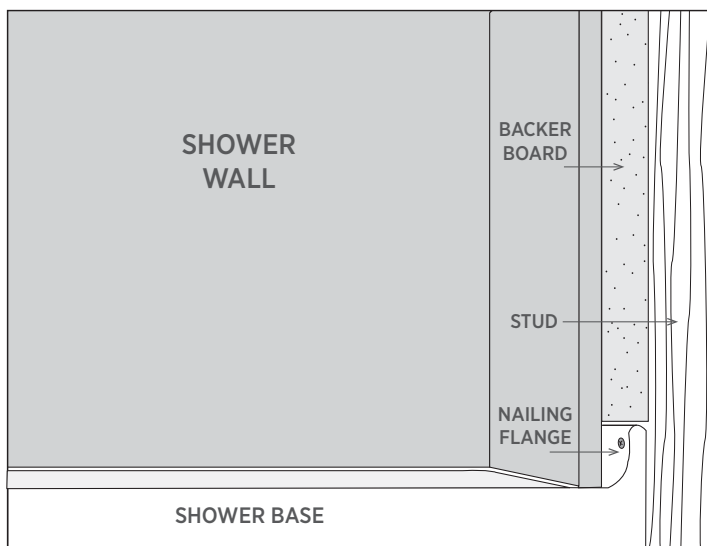 SHOWER
WALL
BACKER
BOARD
STUD
NAILING
FLANGE
SHOWER BASE